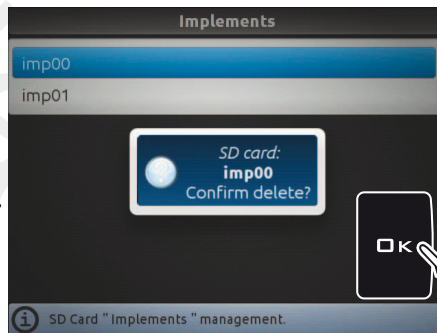 Implements
imp00
imp01
SD card:
imp00
Confirm delete?
OK
SD Card " Implements " management.